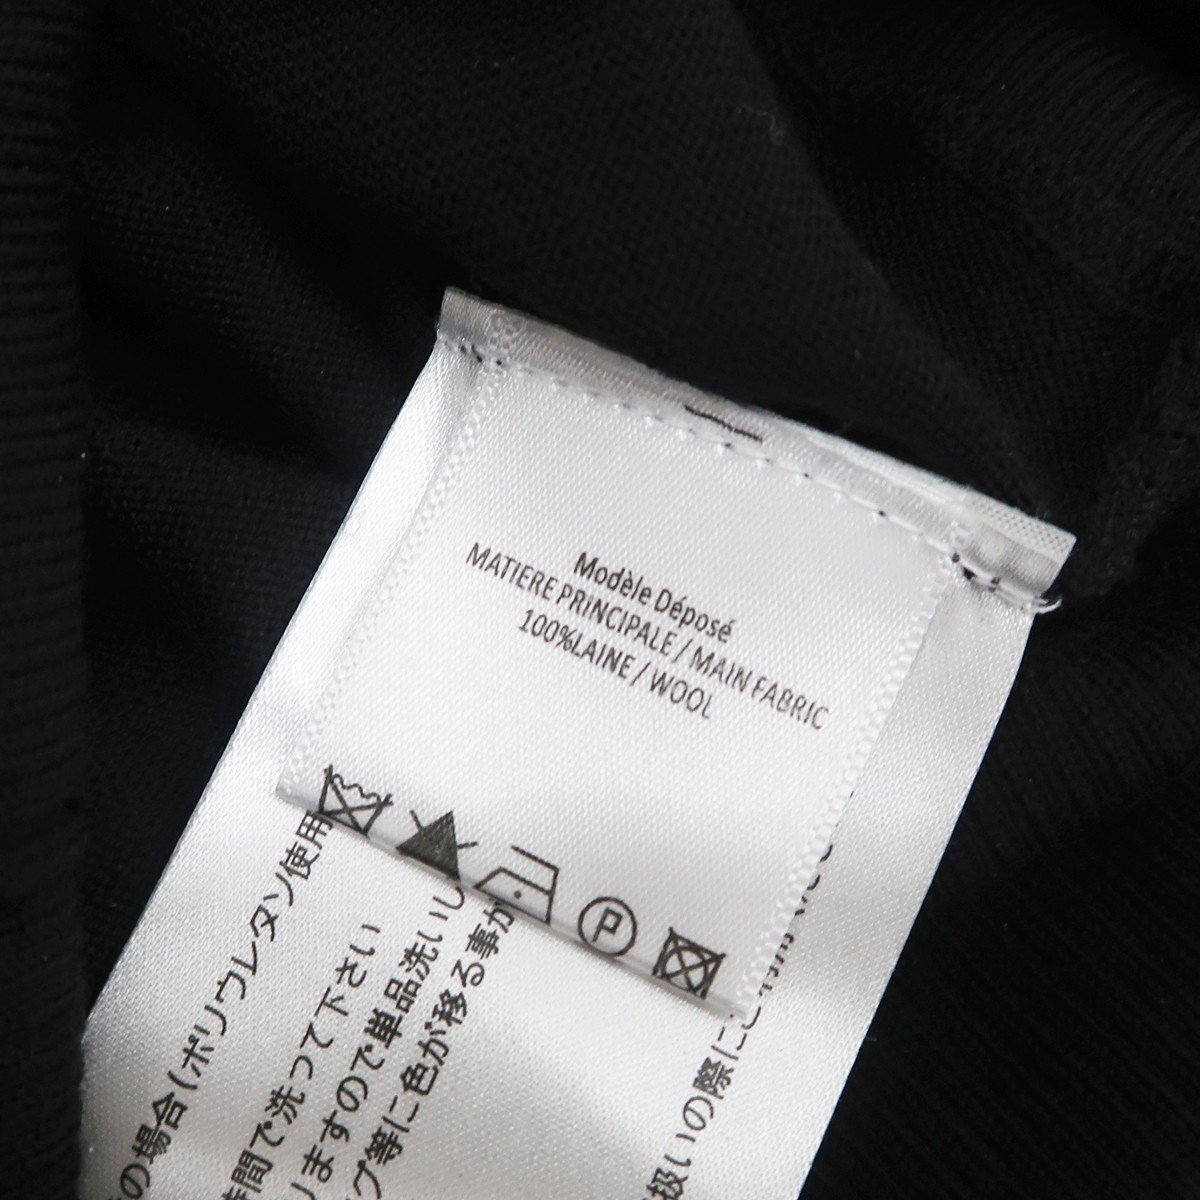 Modèle Déposé
MATIERE PRINCIPALE / MAIN FABRIC
100%LAINE / WOOL
P
の場合(ポリウレタン使用
時間で洗って下さい
りますので単品洗いし
グ等に色が移る事が
扱いの際に